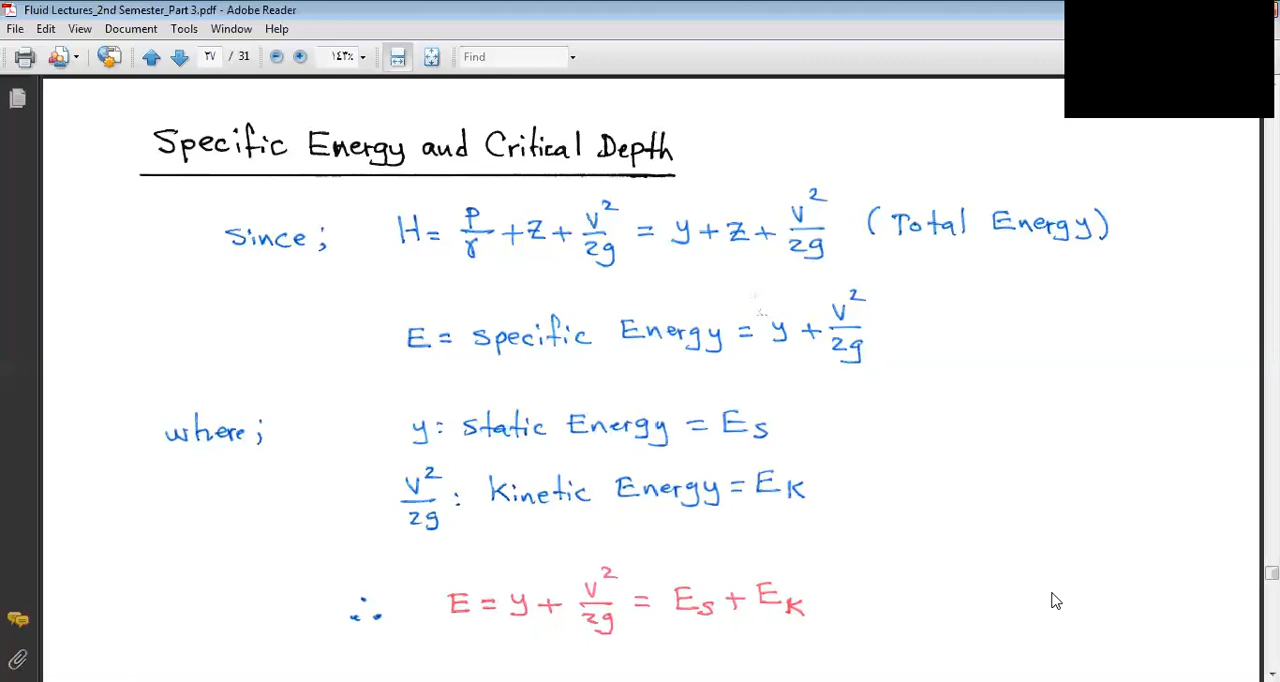 Fluid Lectures_2nd Semester_Part 3.pdf - Adobe Reader
File Edit View Document Tools Window Help
٢٧ / 31 ١٤٣% Find
Specific Energy and Critical Depth
since; H = P/γ + z + v²/2g = y + z + v²/2g (Total Energy)
E = specific Energy = y + v²/2g
where; y: static Energy = Es
v²/2g : Kinetic Energy = EK
∴ E = y + v²/2g = Es + EK